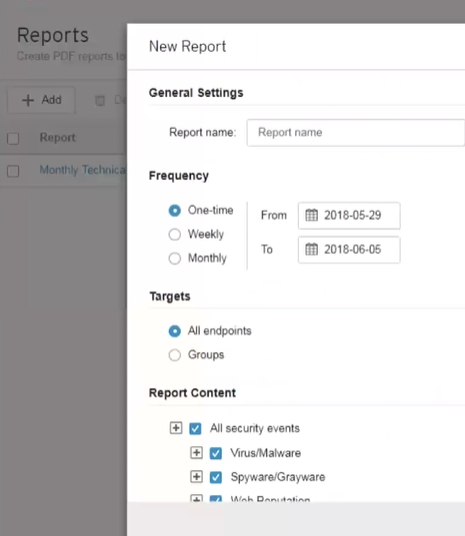 Reports
Create PDF reports to
Add
Report
Monthly Technica
New Report
General Settings
Report name: Report name
Frequency
One-time
Weekly
Monthly
From 2018-05-29
To 2018-06-05
Targets
All endpoints
Groups
Report Content
All security events
Virus/Malware
Spyware/Grayware
Web Reputation